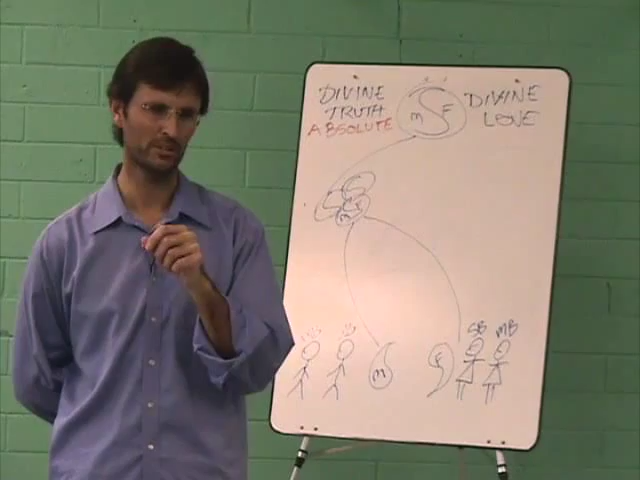 DIVINE
TRUTH
ABSOLUTE
m F
DIVINE
LOVE
m
SB
MB
m
F